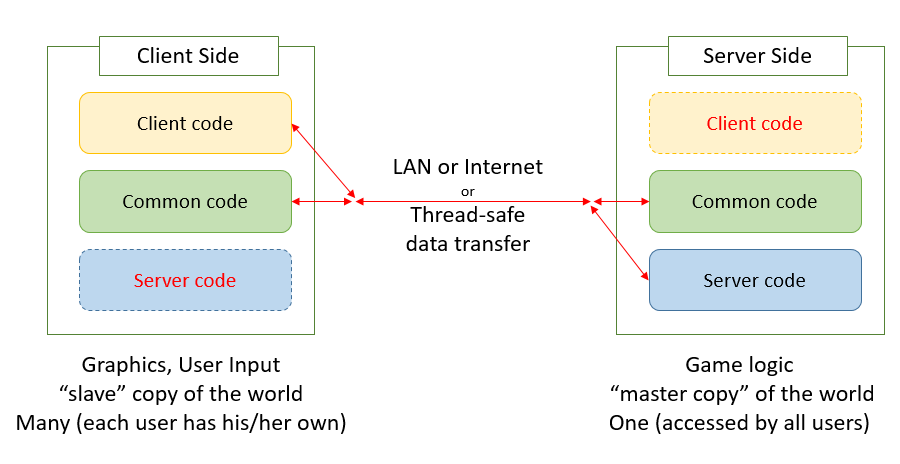 Client Side
Client code
Common code
Server code
Graphics, User Input
“slave” copy of the world
Many (each user has his/her own)
LAN or Internet
or
Thread-safe
data transfer
Server Side
Client code
Common code
Server code
Game logic
“master copy” of the world
One (accessed by all users)